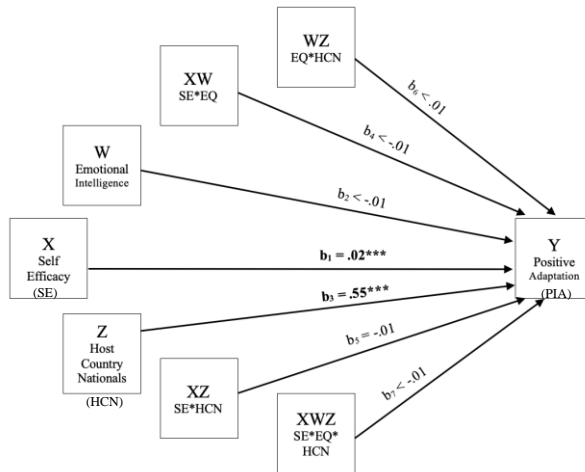 WZ
EQ*HCN
XW
SE*EQ
b₆ < .01
b₄ < -.01
W
Emotional
Intelligence
b₂ < -.01
X
Self
Efficacy
(SE)
b₁ = .02***
Y
Positive
Adaptation
(PIA)
b₃ = .55***
Z
Host
Country
Nationals
(HCN)
b₅ = -.01
XZ
SE*HCN
b₇ < -.01
XWZ
SE*EQ*
HCN